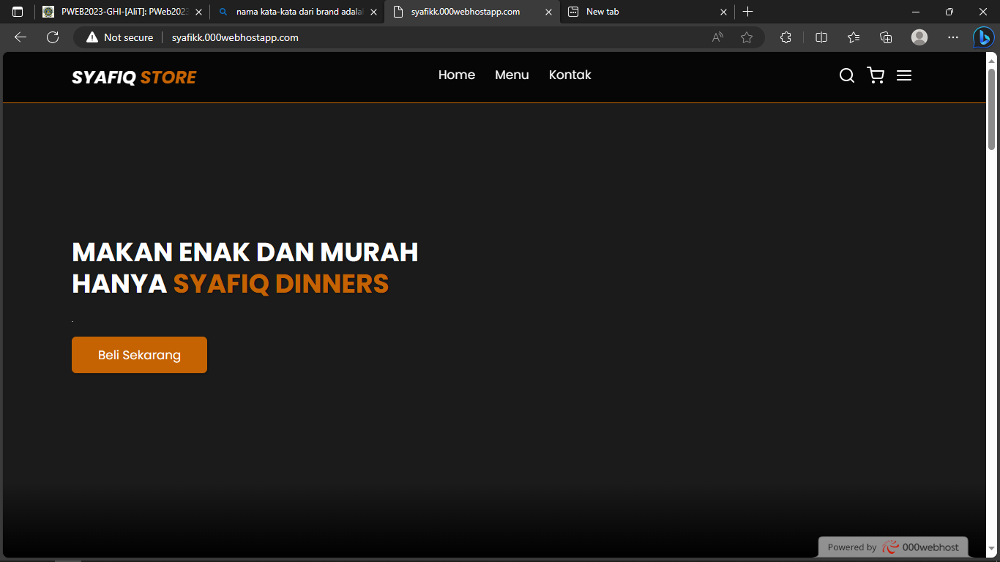 PWEB2023-GHI-[AliT]: PWeb2023
nama kata-kata dari brand adala
syafikk.000webhostapp.com
New tab
Not secure
syafikk.000webhostapp.com
SYAFIQ STORE
Home
Menu
Kontak
MAKAN ENAK DAN MURAH
HANYA SYAFIQ DINNERS
.
Beli Sekarang
Powered by 000webhost